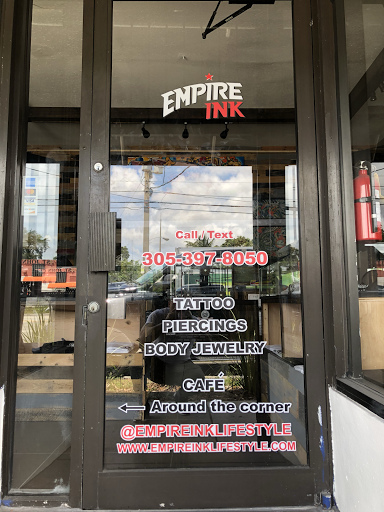 EMPIRE
INK
Call / Text
305-397-8050
TATTOO
PIERCINGS
BODY JEWELRY
CAFÉ
← Around the corner
@EMPIREINKLIFESTYLE
WWW.EMPIREINKLIFESTYLE.COM